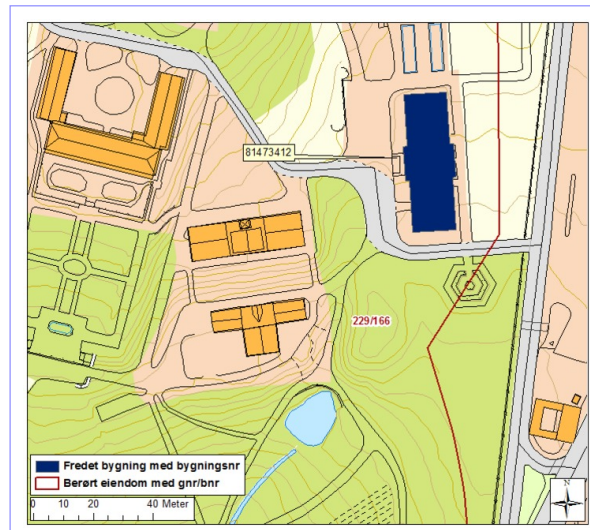 81473412
229/166
Fredet bygning med bygningsnr
Berørt eiendom med gnr/bnr
0 10 20 40 Meter
N